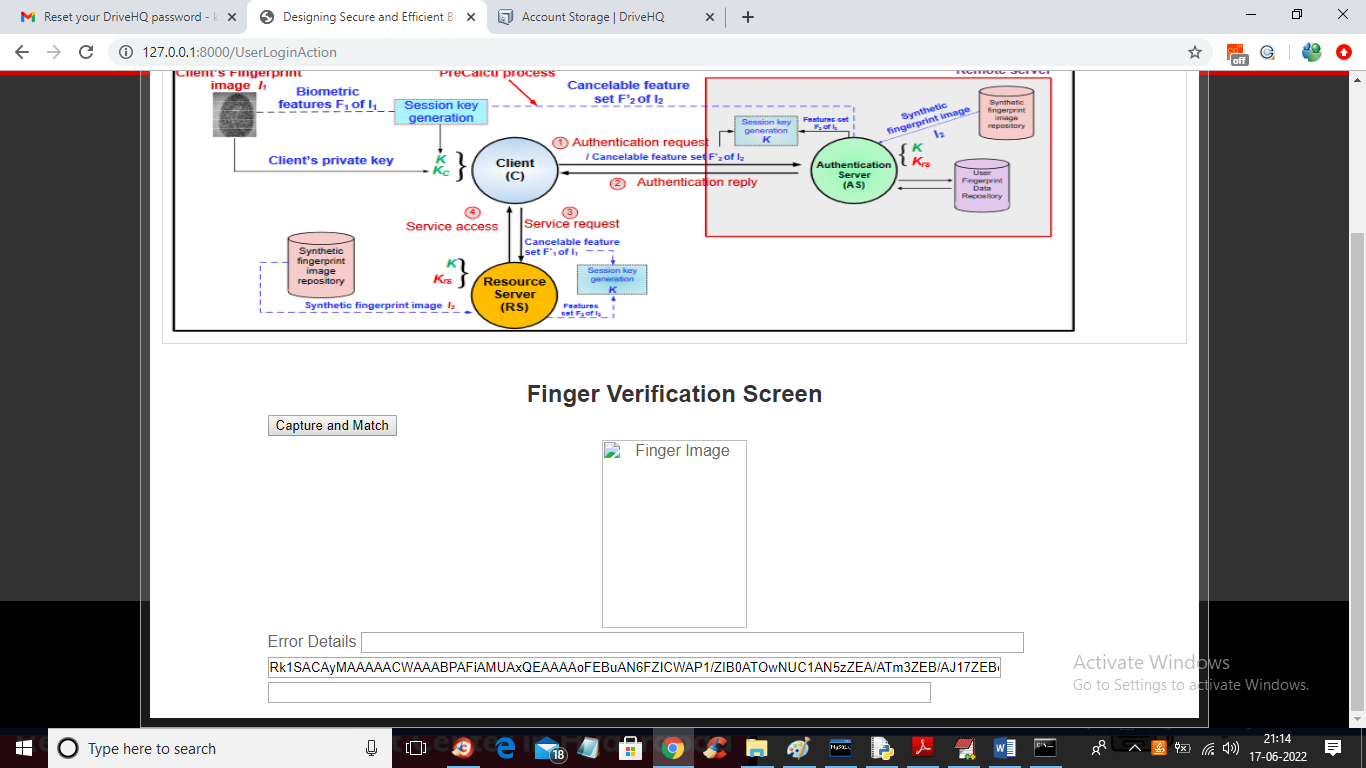 Reset your DriveHQ password - k
Designing Secure and Efficient Bi
Account Storage | DriveHQ
127.0.0.1:8000/UserLoginAction
off
Client's Fingerprint
image I₁
PreCalcu process
Remote server
Biometric
features F₁ of I₁
Session key
generation
Cancelable feature
set F'₂ of I₂
Session key
generation
K
Features set
F₂ of I₂
Synthetic
fingerprint image
I₂
Synthetic
fingerprint
image
repository
1 Authentication request
/ Cancelable feature set F'₂ of I₂
Client's private key
K
K_C
Client
(C)
Authentication
Server
(AS)
K
Krs
User
Fingerprint
Data
Repository
2 Authentication reply
4
Service access
3
Service request
Cancelable feature
set F'₁ of I₁
Synthetic
fingerprint
image
repository
K
Krs
Resource
Server
(RS)
Session key
generation
K
Synthetic fingerprint image I₂
Features
set F₂ of I₂
Finger Verification Screen
Capture and Match
Finger Image
Error Details
Rk1SACAyMAAAAACWAAABPAFiAMUAxQEAAAAoFEBuAN6FZICWAP1/ZIB0ATOwNUC1AN5zZEA/ATm3ZEB/AJ17ZEB
Activate Windows
Go to Settings to activate Windows.
Type here to search
18
21:14
17-06-2022